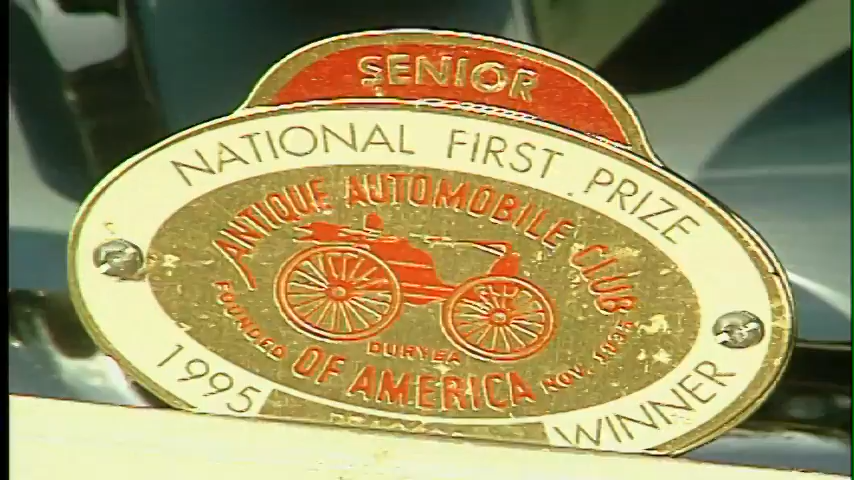 SENIOR
NATIONAL FIRST PRIZE
ANTIQUE AUTOMOBILE CLUB
DURYEA
FOUNDED NOV. 1935
OF AMERICA
1995 WINNER